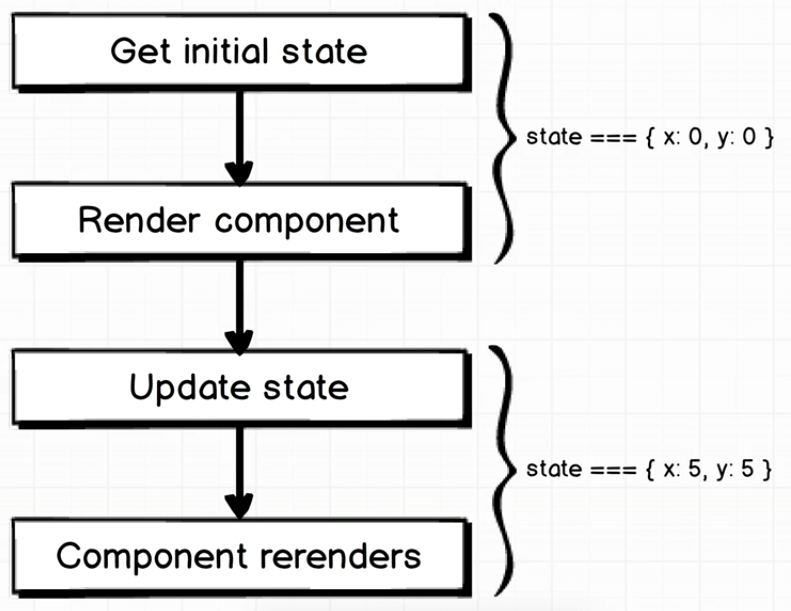 Get initial state
state === { x: 0, y: 0 }
Render component
Update state
state === { x: 5, y: 5 }
Component rerenders